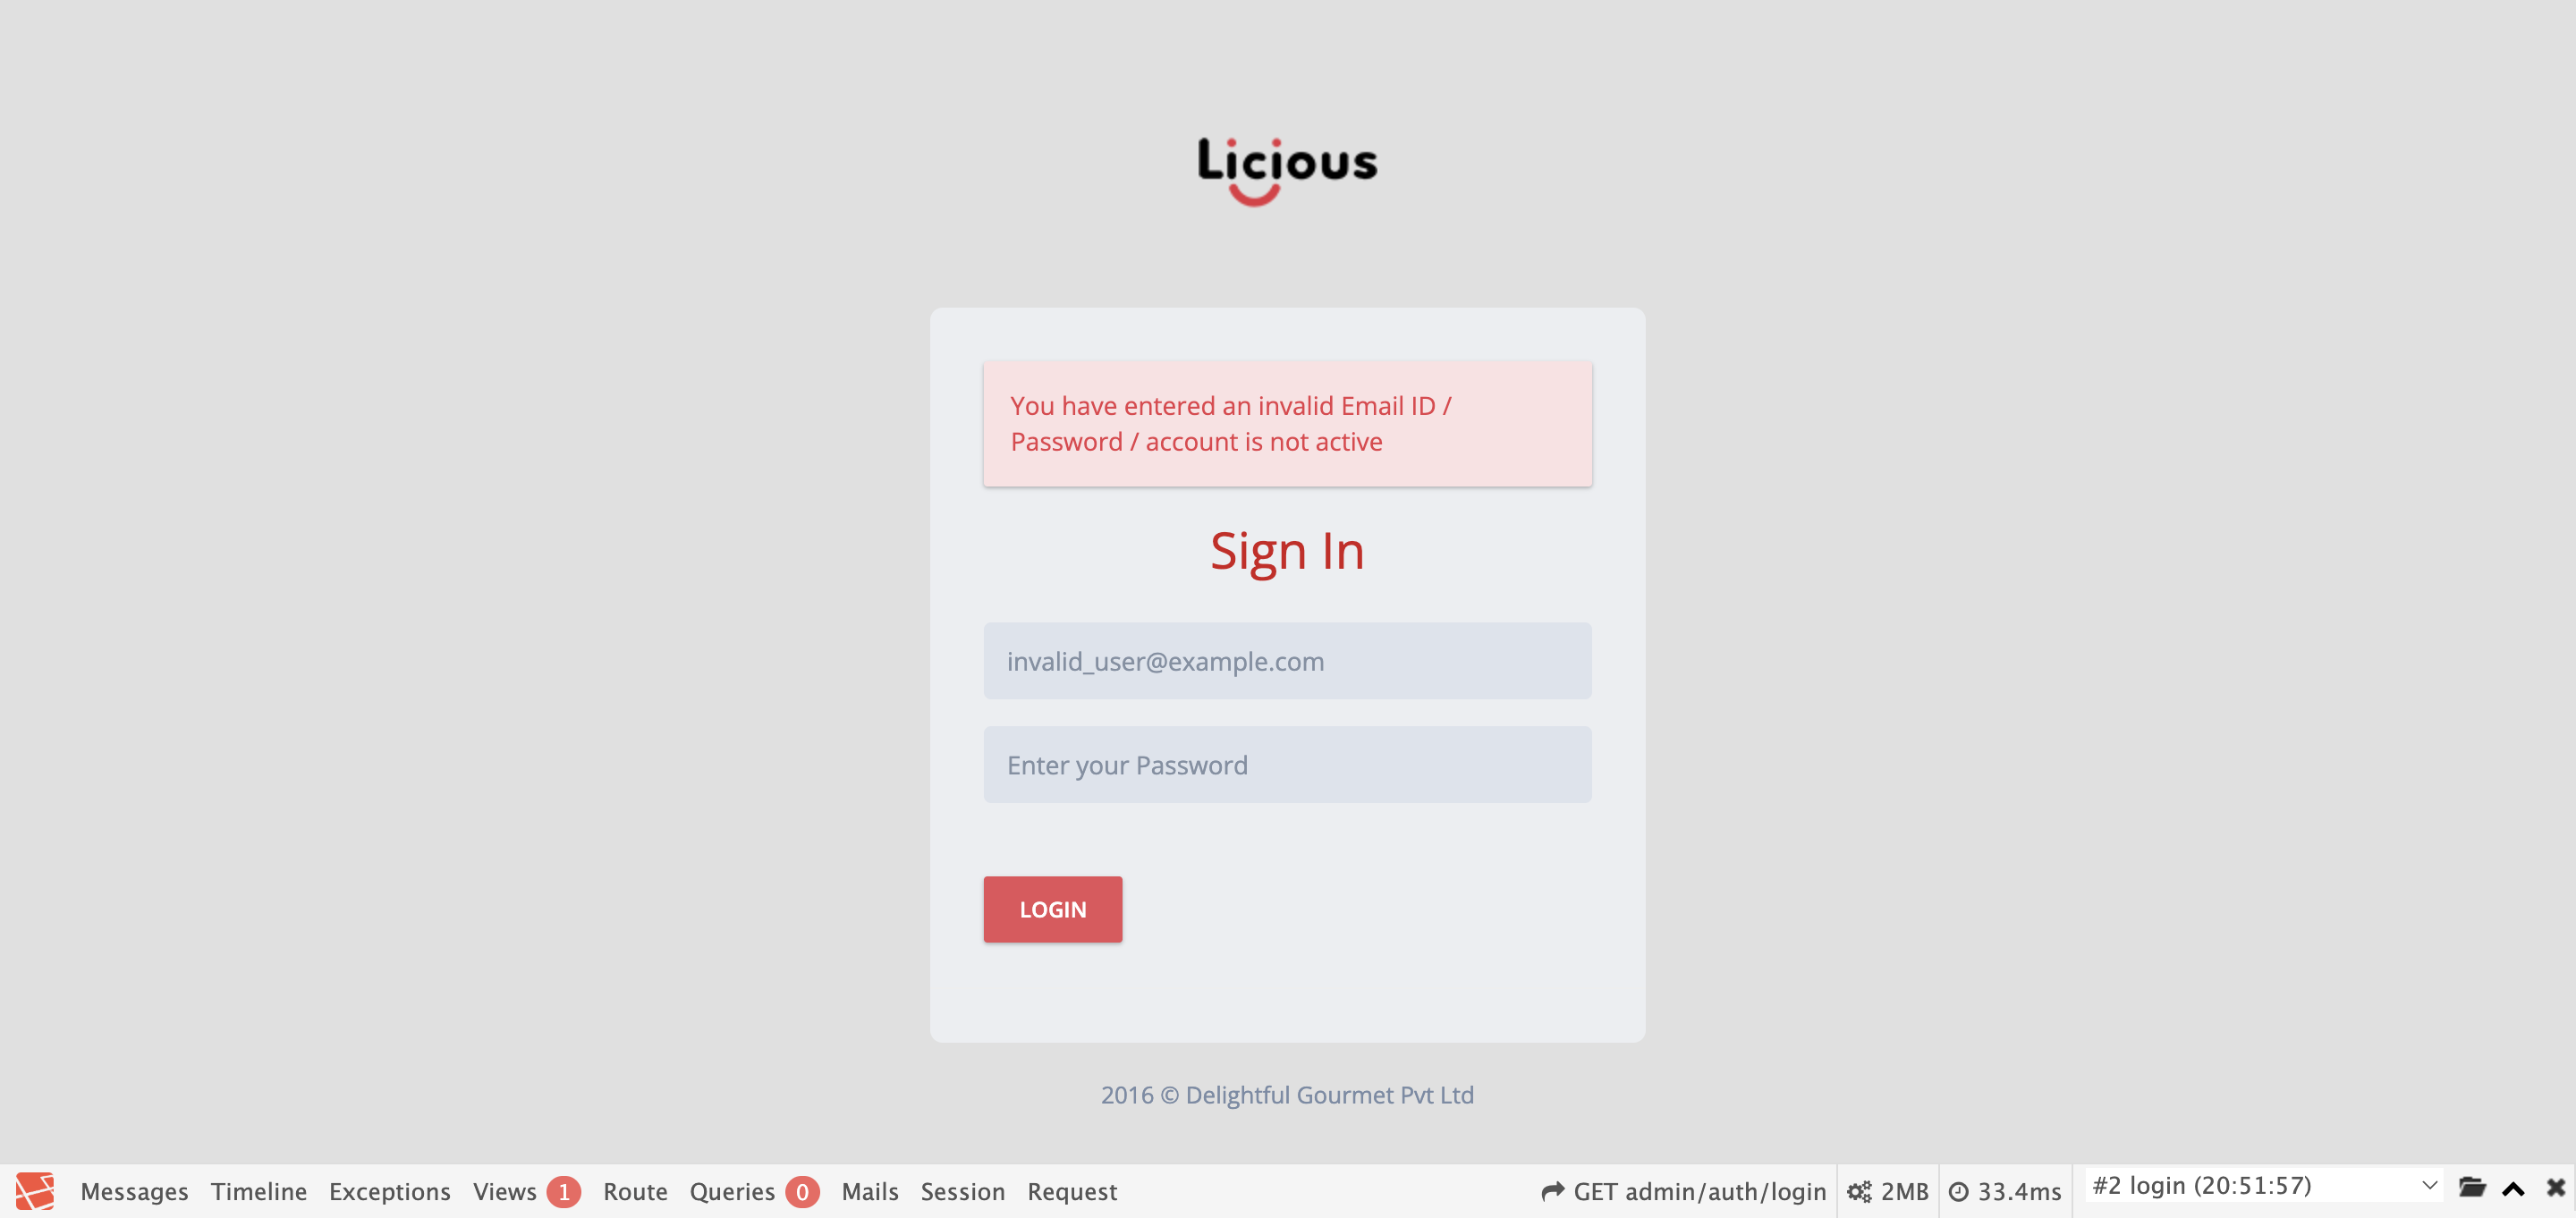 Licious
You have entered an invalid Email ID /
Password / account is not active
Sign In
invalid_user@example.com
Enter your Password
LOGIN
2016 © Delightful Gourmet Pvt Ltd
Messages Timeline Exceptions Views 1 Route Queries 0 Mails Session Request GET admin/auth/login 2MB 33.4ms #2 login (20:51:57)